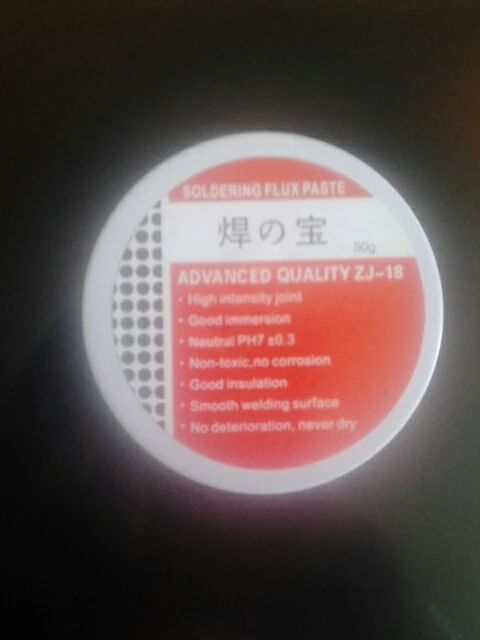 SOLDERING FLUX PASTE
焊の宝
50g
ADVANCED QUALITY ZJ-18
• High intensity joint
• Good immersion
• Neutral PH7 ±0.3
• Non-toxic,no corrosion
• Good insulation
• Smooth welding surface
• No deterioration, never dry